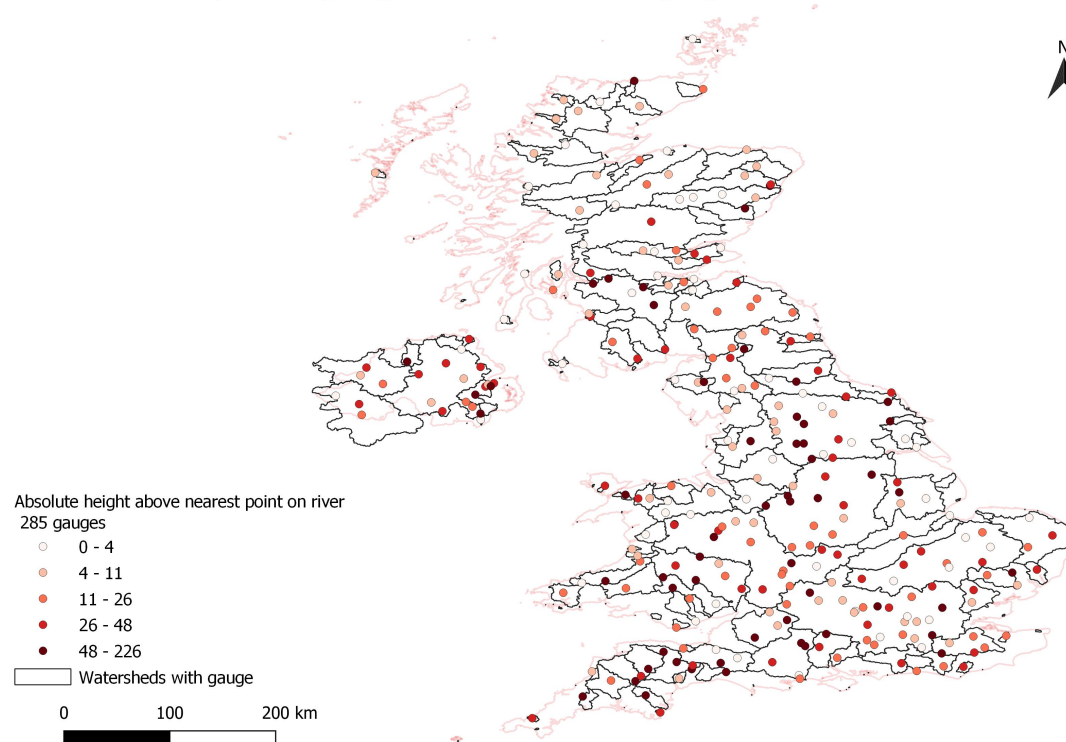 N
Absolute height above nearest point on river
285 gauges
0 - 4
4 - 11
11 - 26
26 - 48
48 - 226
Watersheds with gauge
0 100 200 km